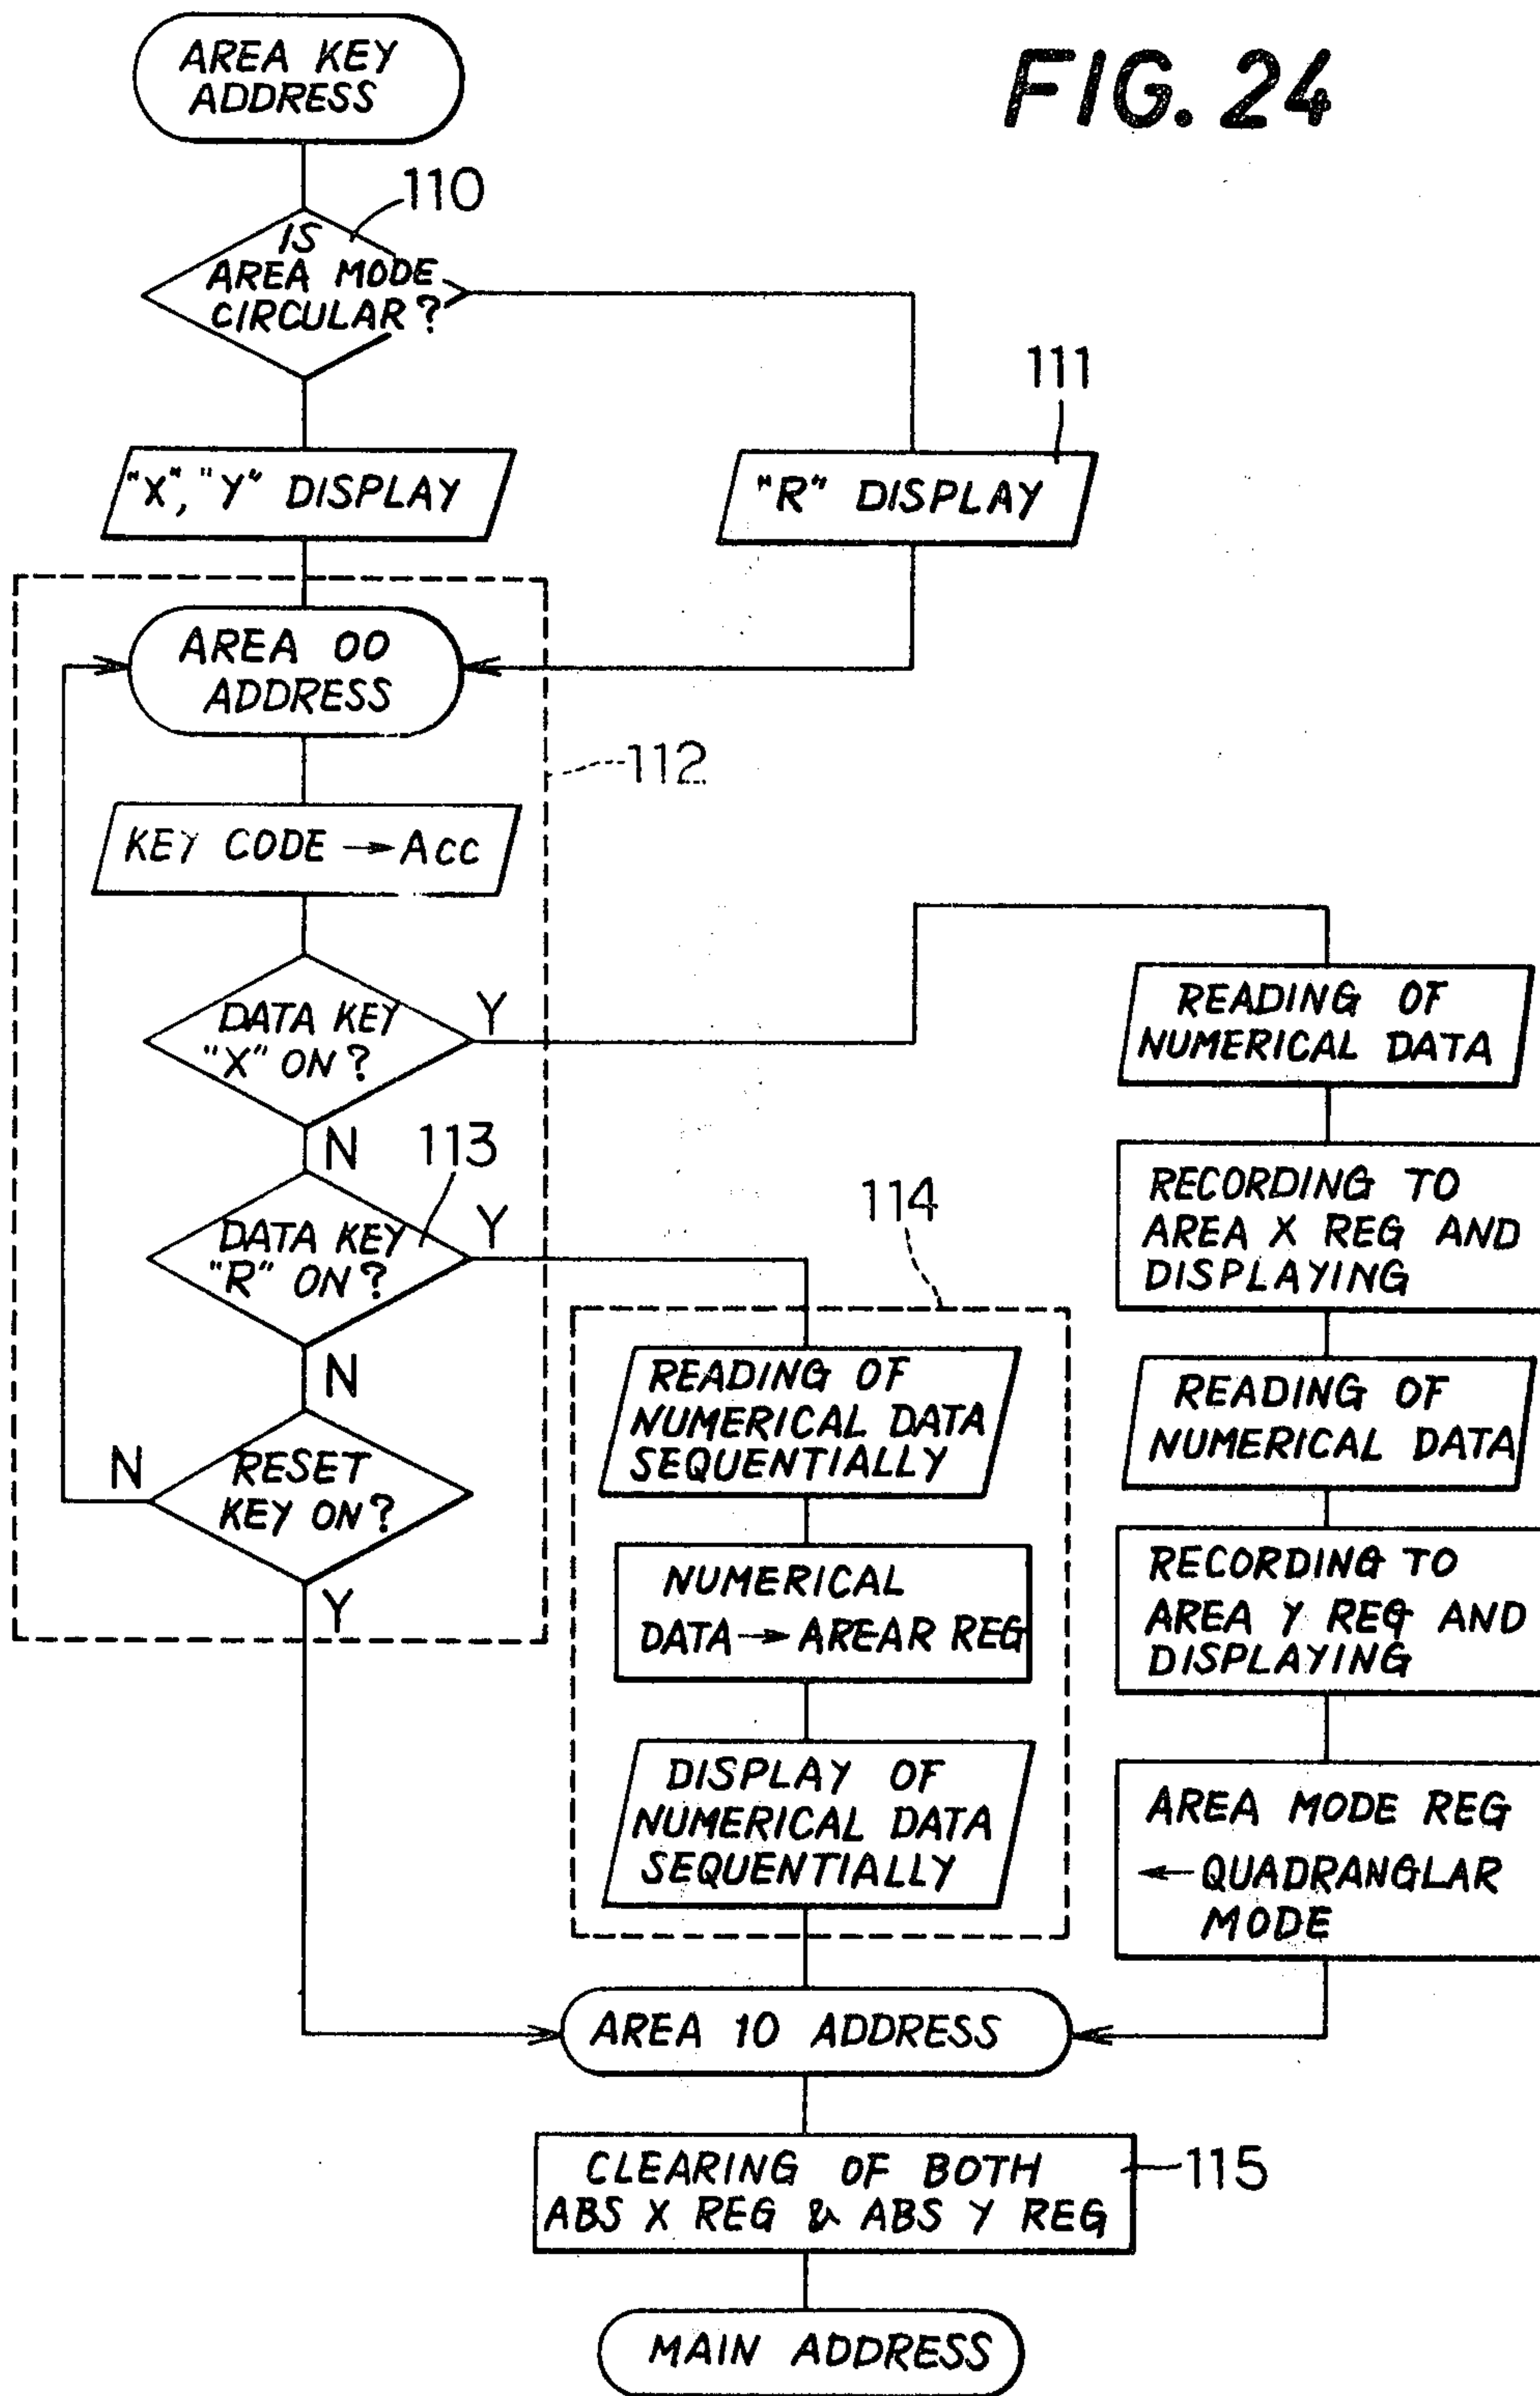 FIG. 24
AREA KEY
ADDRESS
110
IS
AREA MODE
CIRCULAR?
111
"X", "Y" DISPLAY
"R" DISPLAY
AREA 00
ADDRESS
112
KEY CODE → ACC
DATA KEY
"X" ON?
Y
N
113
DATA KEY
"R" ON?
Y
N
RESET
KEY ON?
N
Y
114
READING OF
NUMERICAL DATA
SEQUENTIALLY
NUMERICAL
DATA → AREAR REG
DISPLAY OF
NUMERICAL DATA
SEQUENTIALLY
READING OF
NUMERICAL DATA
RECORDING TO
AREA X REG AND
DISPLAYING
READING OF
NUMERICAL DATA
RECORDING TO
AREA Y REG AND
DISPLAYING
AREA MODE REG
← QUADRANGLAR
MODE
AREA 10 ADDRESS
CLEARING OF BOTH
ABS X REG & ABS Y REG
115
MAIN ADDRESS